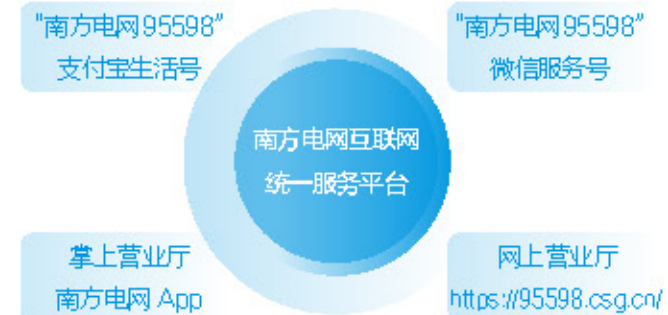 "南方电网95598"
支付宝生活号
"南方电网95598"
微信服务号
南方电网互联网
统一服务平台
掌上营业厅
南方电网 App
网上营业厅
https://95598.csg.cn/